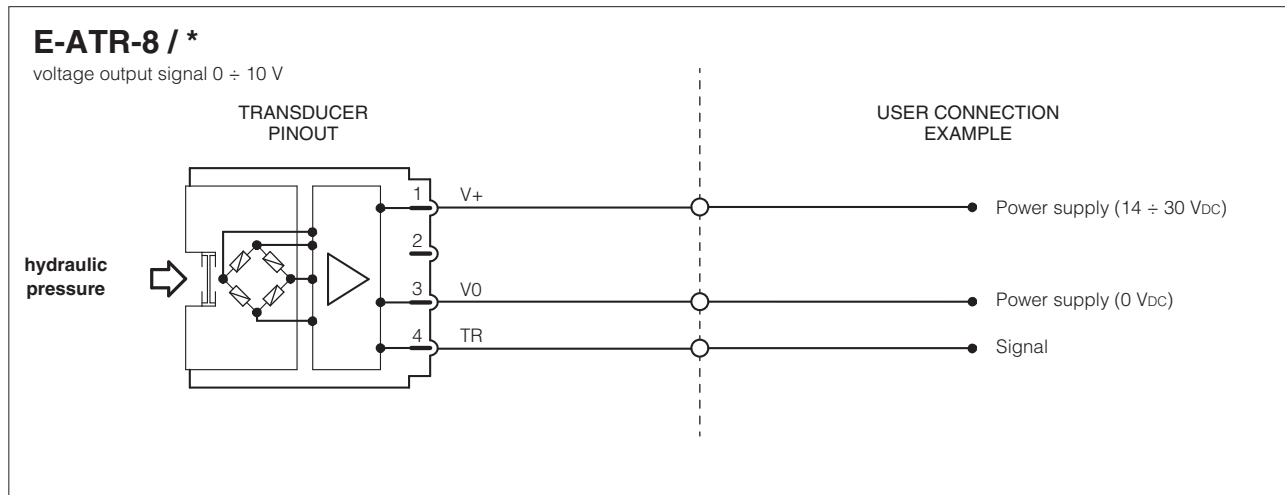 E-ATR-8 / *
voltage output signal 0 ÷ 10 V
TRANSDUCER
PINOUT
USER CONNECTION
EXAMPLE
hydraulic
pressure
1 V+
Power supply (14 ÷ 30 VDC)
2
3 V0
Power supply (0 VDC)
4 TR
Signal